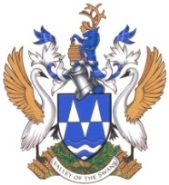 VALLEY OF THE SWANS